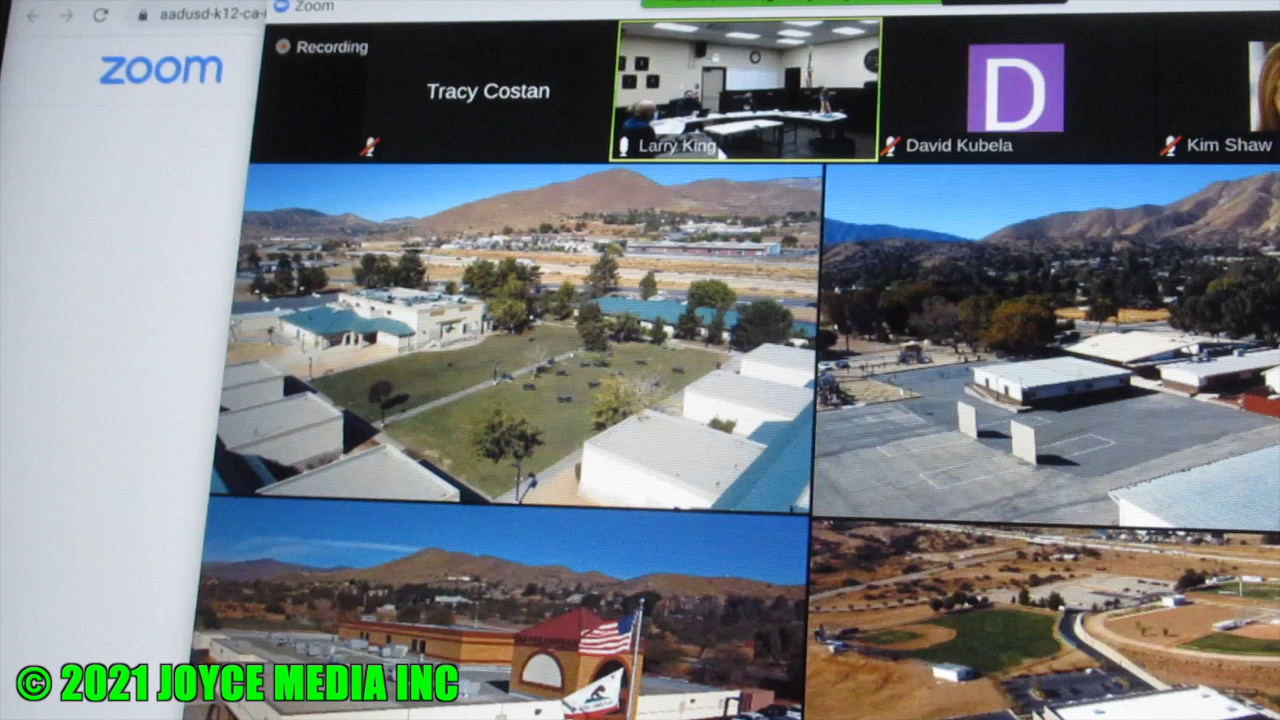 aadusd-k12-ca-
Zoom
zoom
Recording
Tracy Costan
Larry King
D
David Kubela
Kim Shaw
© 2021 JOYCE MEDIA INC